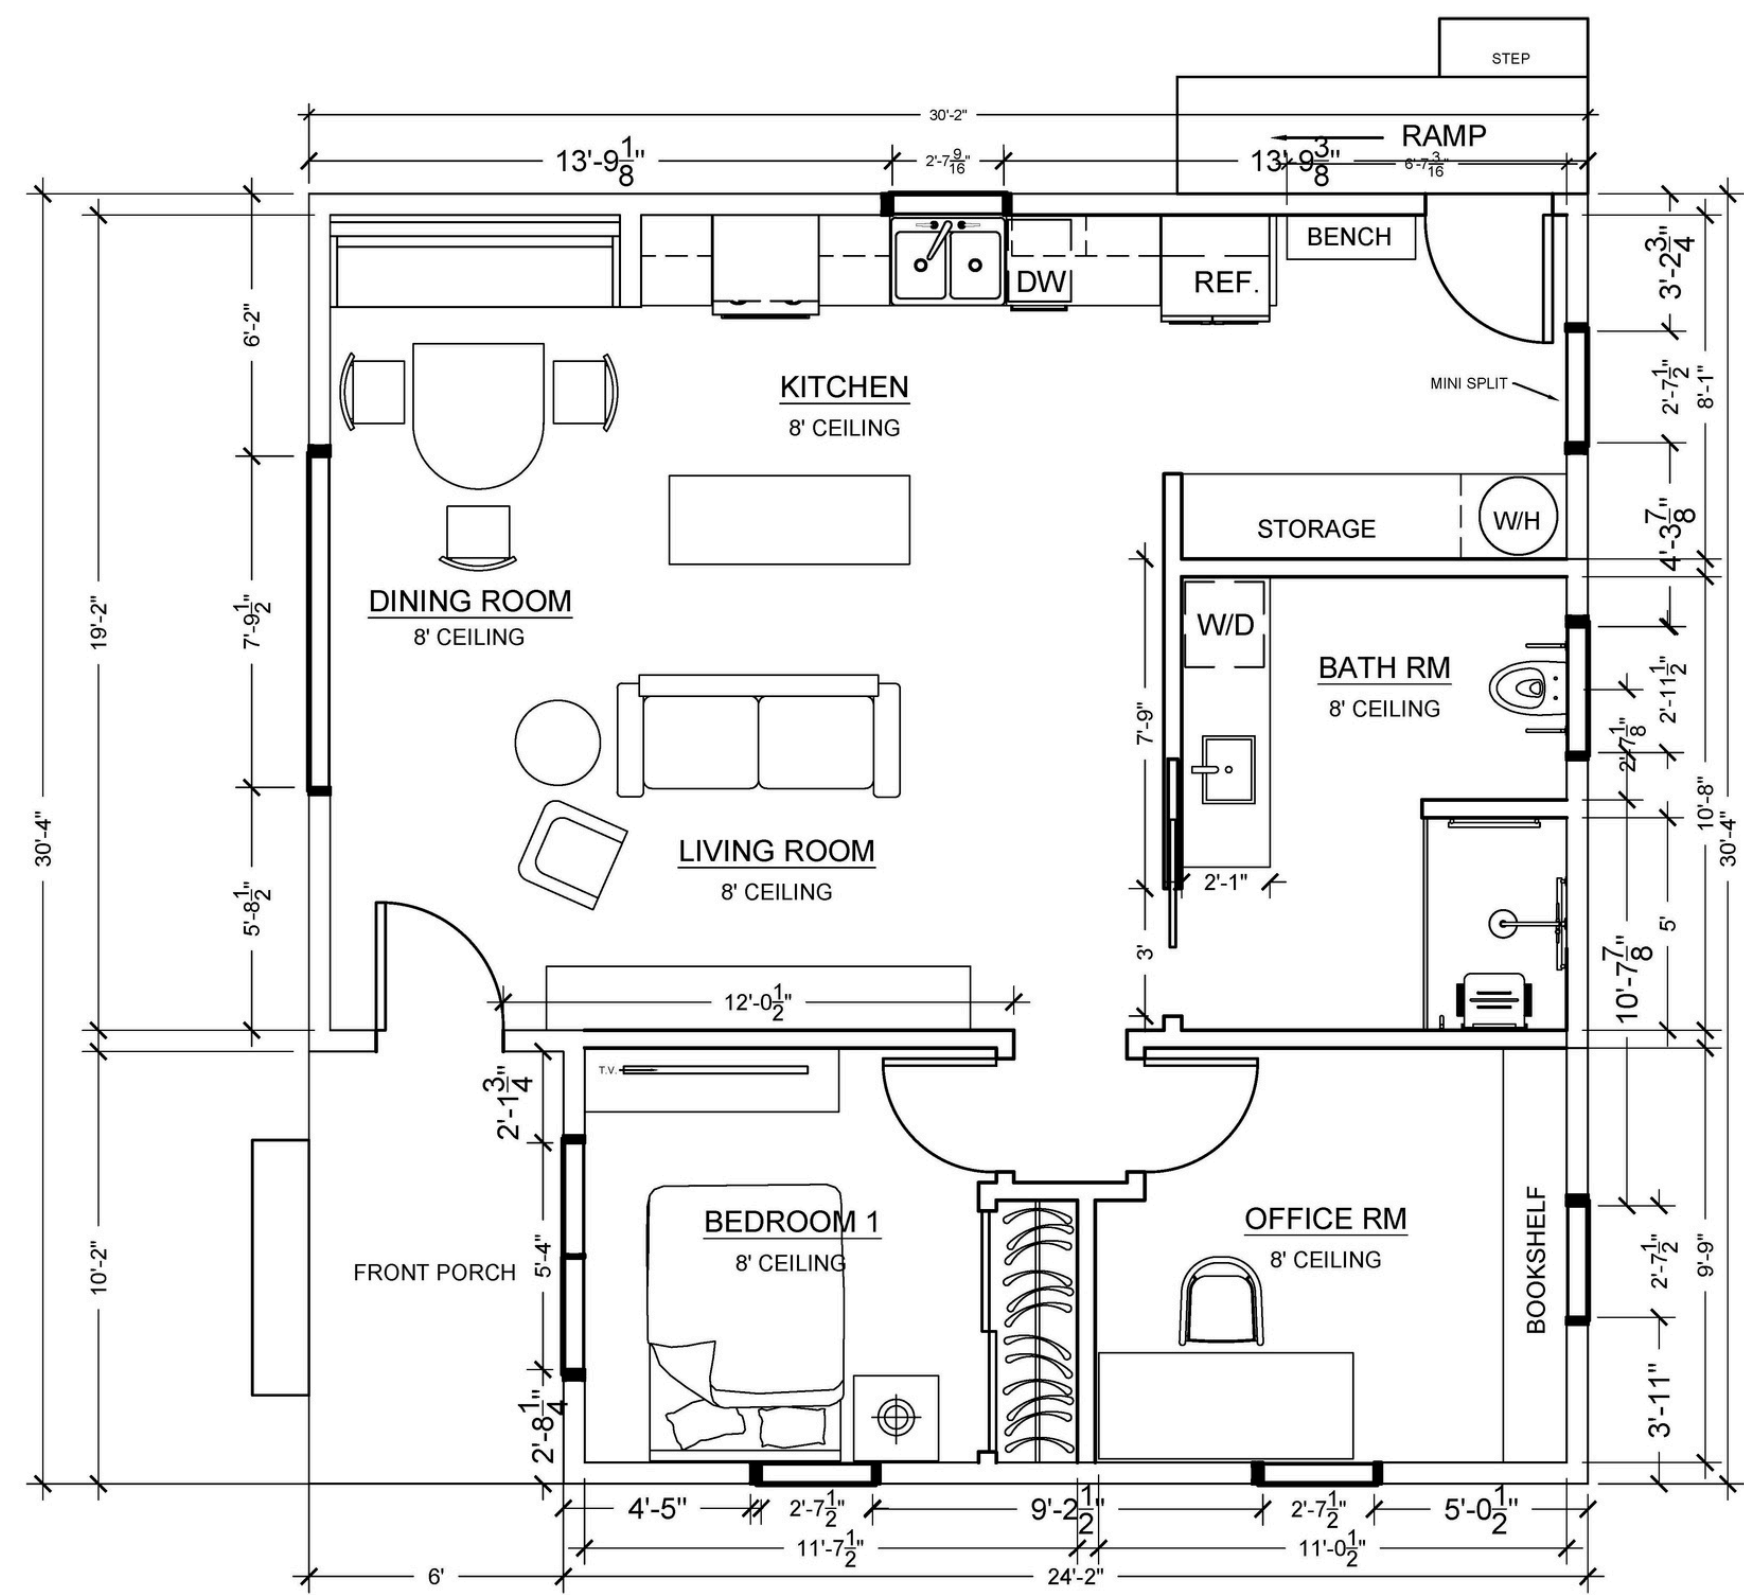 STEP
30'-2"
RAMP
13'-9 1/8"
2'-7 9/16"
13'-9 3/8"
6'-7 3/16"
BENCH
3'-2 3/4"
DW
REF.
6'-2"
KITCHEN
8' CEILING
MINI SPLIT
2'-7 1/2"
8'-1"
STORAGE
W/H
4'-3 7/8"
DINING ROOM
8' CEILING
19'-2"
7'-9 1/2"
W/D
BATH RM
8' CEILING
2'-11 1/2"
7'-9"
2'-7 1/8"
30'-4"
LIVING ROOM
8' CEILING
10'-8"
30'-4"
5'-8 1/2"
2'-1"
5'
3'
10'-7 7/8"
12'-0 1/2"
T.V.
2'-1 3/4"
BEDROOM 1
8' CEILING
OFFICE RM
8' CEILING
BOOKSHELF
10'-2"
FRONT PORCH
5'-4"
2'-7 1/2"
9'-9"
2'-8 1/4"
3'-11"
4'-5"
2'-7 1/2"
9'-2 1/2"
2'-7 1/2"
5'-0 1/2"
11'-7 1/2"
11'-0 1/2"
6'
24'-2"